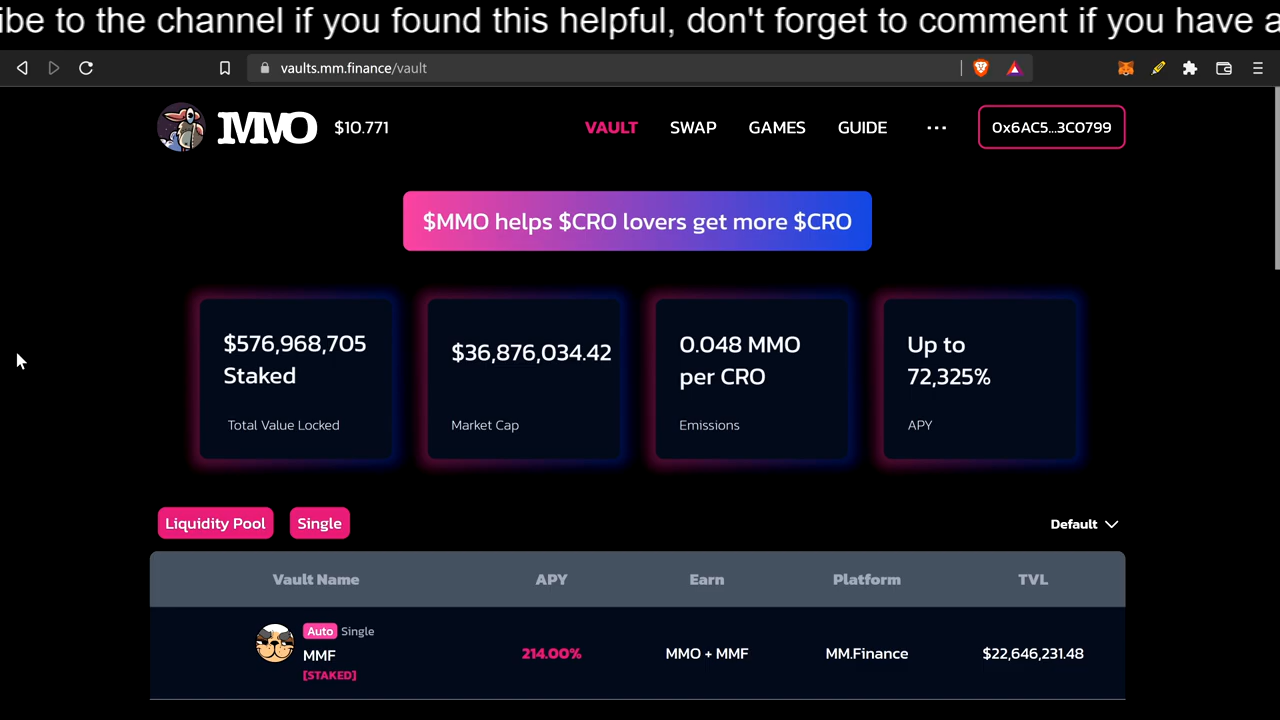 ibe to the channel if you found this helpful, don't forget to comment if you have a
vaults.mm.finance/vault
MMO $10.771 VAULT SWAP GAMES GUIDE ... 0x6AC5...3C0799
$MMO helps $CRO lovers get more $CRO
$576,968,705
Staked
Total Value Locked
$36,876,034.42
Market Cap
0.048 MMO
per CRO
Emissions
Up to
72,325%
APY
Liquidity Pool Single Default
Vault Name APY Earn Platform TVL
Auto Single
MMF 214.00% MMO + MMF MM.Finance $22,646,231.48
[STAKED]